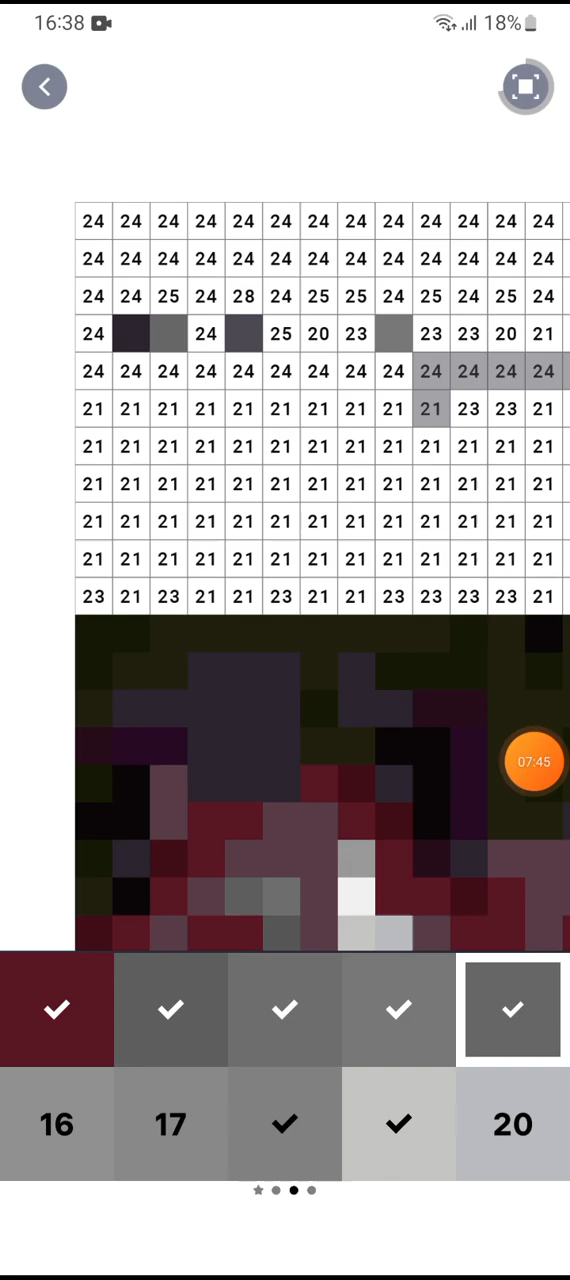 16:38 18%
24 24 24 24 24 24 24 24 24 24 24 24 24
24 24 24 24 24 24 24 24 24 24 24 24 24
24 24 25 24 28 24 25 25 24 25 24 25 24
24 24 25 20 23 23 23 20 21
24 24 24 24 24 24 24 24 24 24 24 24 24
21 21 21 21 21 21 21 21 21 21 23 23 21
21 21 21 21 21 21 21 21 21 21 21 21 21
21 21 21 21 21 21 21 21 21 21 21 21 21
21 21 21 21 21 21 21 21 21 21 21 21 21
21 21 21 21 21 21 21 21 21 21 21 21 21
23 21 23 21 21 23 21 21 23 23 23 23 21
07:45
16 17 20